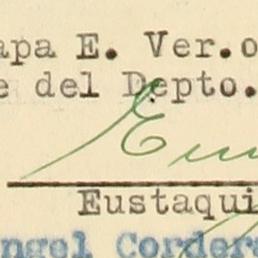 apa E. Ver.o
e del Depto.
Eustaqui
ngel Corder